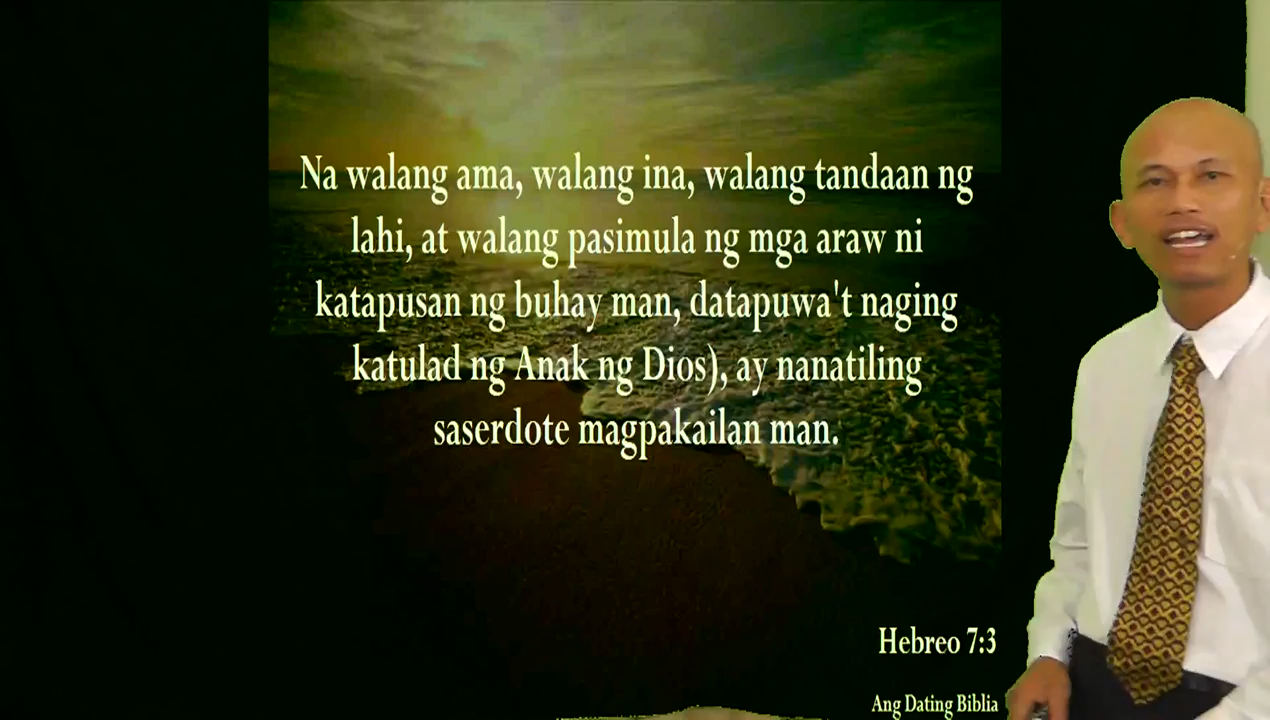 Na walang ama, walang ina, walang tandaan ng
lahi, at walang pasimula ng mga araw ni
katapusan ng buhay man, datapuwa't naging
katulad ng Anak ng Dios), ay nanatiling
saserdote magpakailan man.
Hebreo 7:3
Ang Dating Biblia